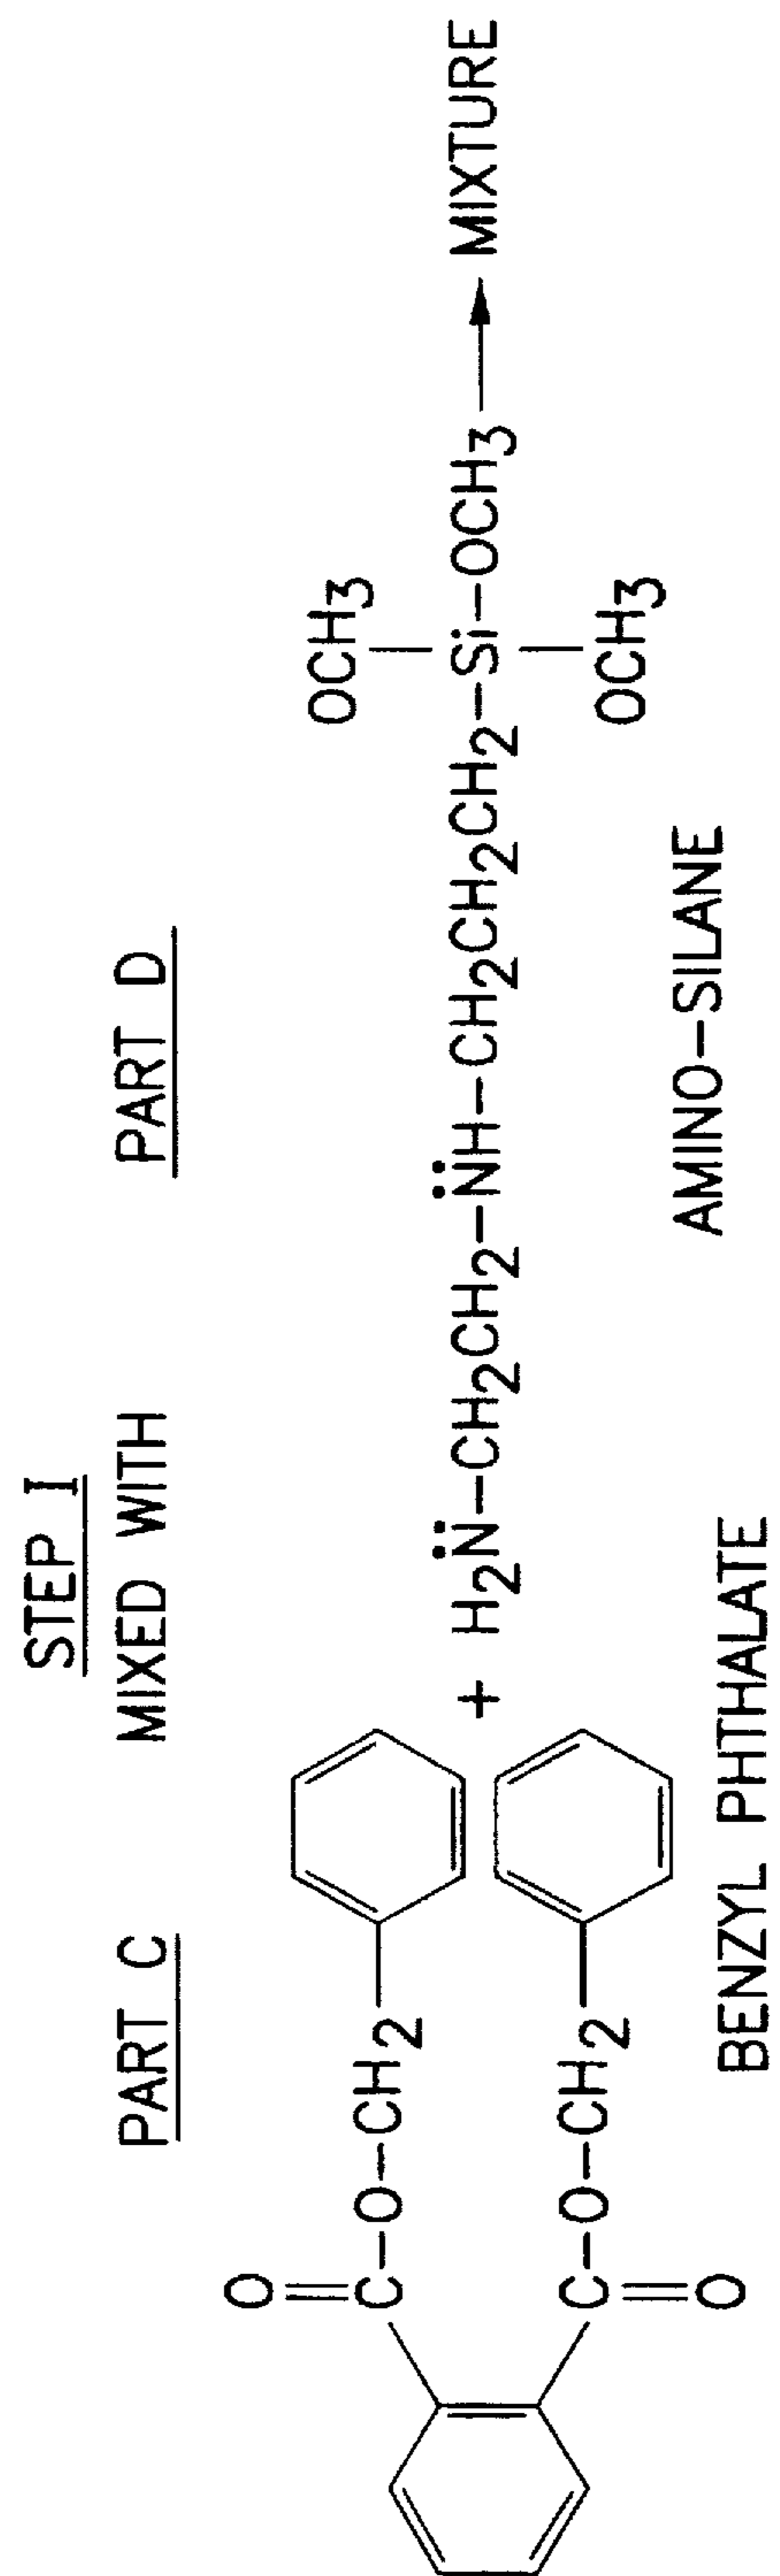 STEP I
PART C MIXED WITH PART D
O OCH3
C-O-CH2 + H2N̈-CH2CH2-N̈H-CH2CH2CH2-Si-OCH3 → MIXTURE
C-O-CH2
O OCH3
BENZYL PHTHALATE AMINO-SILANE